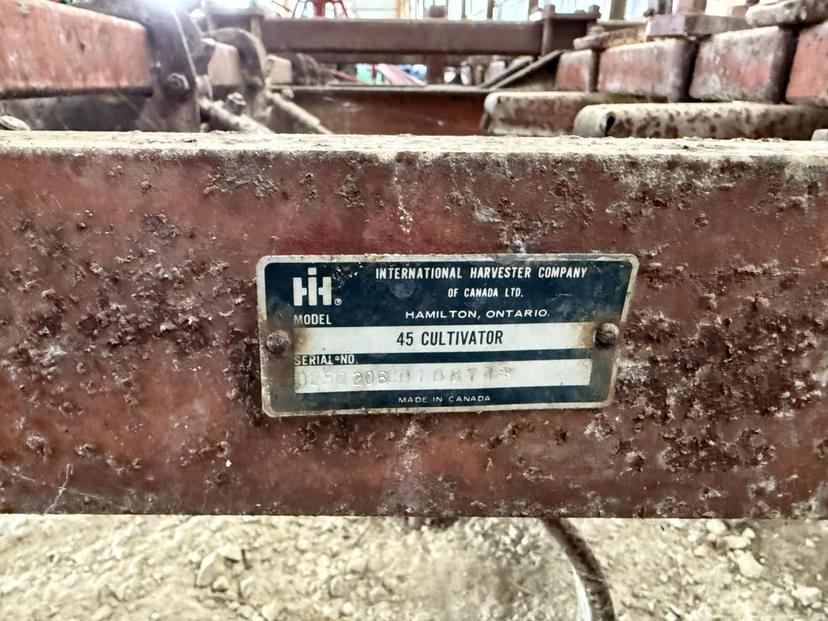 IH®
INTERNATIONAL HARVESTER COMPANY
OF CANADA LTD.
MODEL
HAMILTON, ONTARIO.
45 CULTIVATOR
SERIAL NO.
MADE IN CANADA